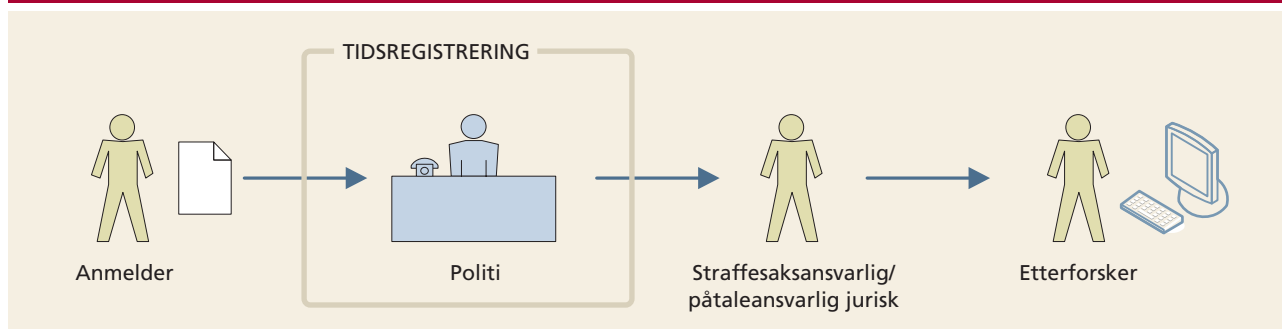 TIDSREGISTRERING
Anmelder
Politi
Straffesaksansvarlig/
påtaleansvarlig jurisk
Etterforsker